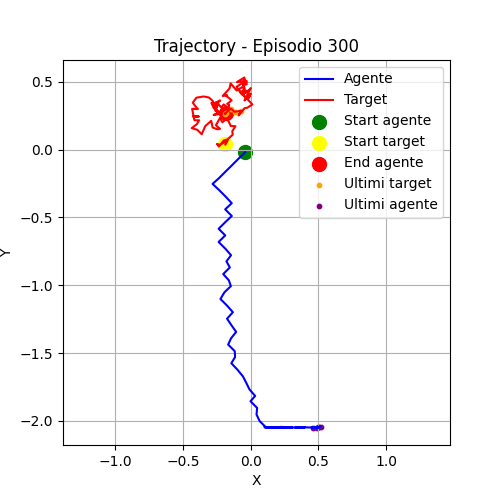 Trajectory - Episodio 300
Agente
Target
Start agente
Start target
End agente
Ultimi target
Ultimi agente
0.5
0.0
−0.5
−1.0
−1.5
−2.0
Y
−1.0
−0.5
0.0
0.5
1.0
X